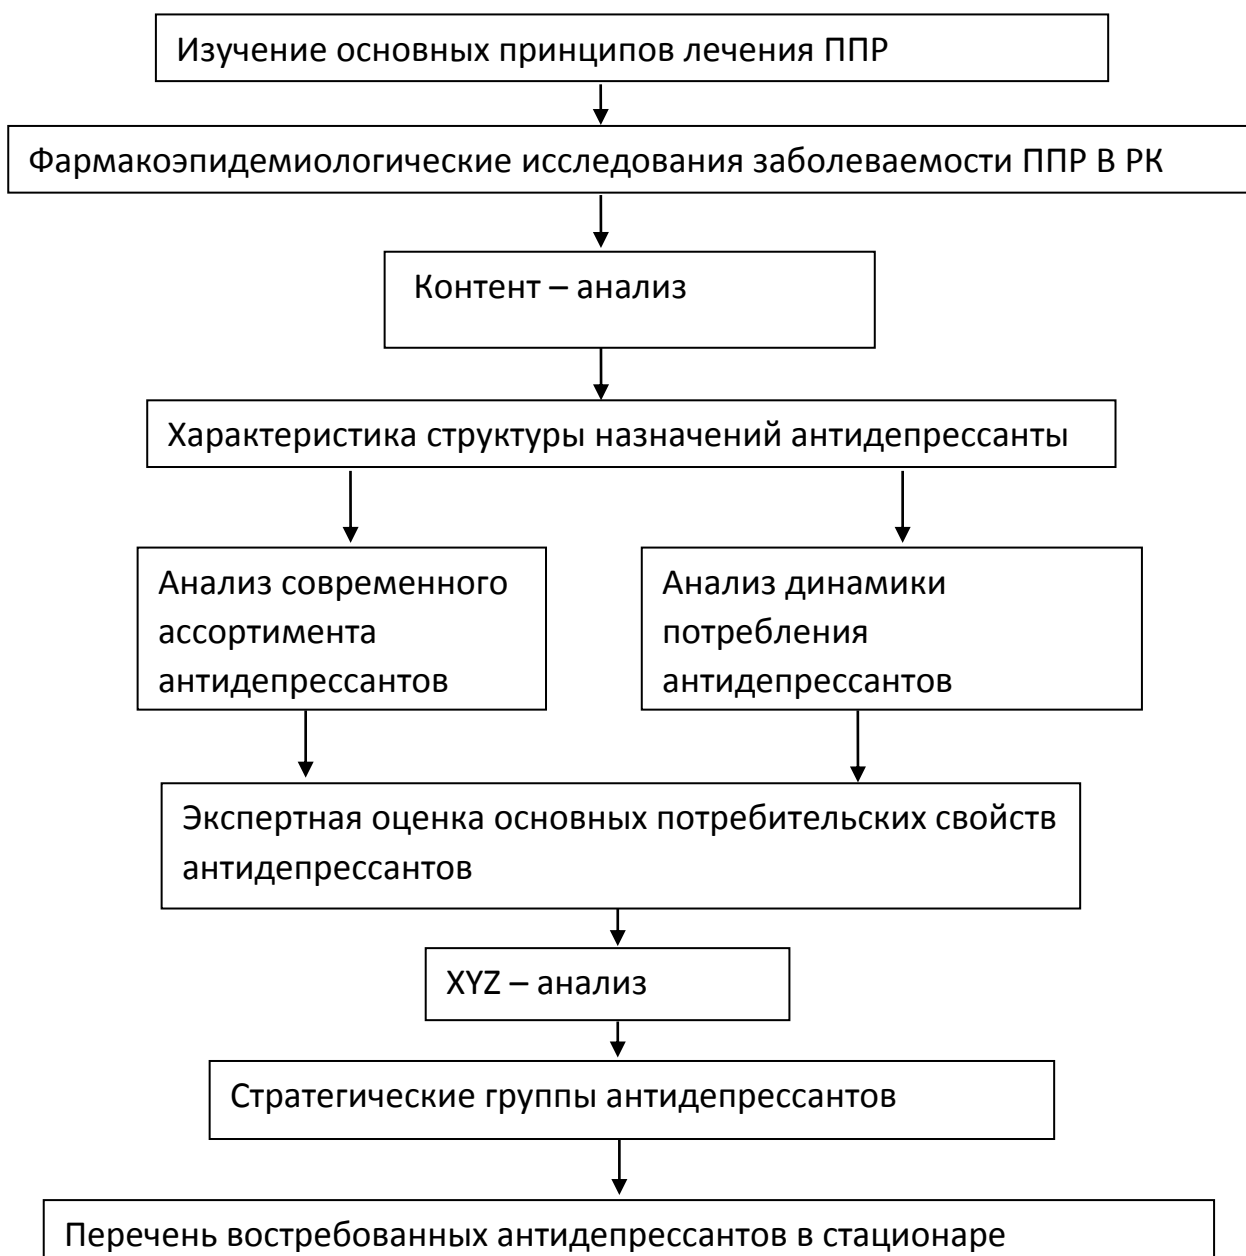 Изучение основных принципов лечения ППР
Фармакоэпидемиологические исследования заболеваемости ППР В РК
Контент – анализ
Характеристика структуры назначений антидепрессанты
Анализ современного
ассортимента
антидепрессантов
Анализ динамики
потребления
антидепрессантов
Экспертная оценка основных потребительских свойств
антидепрессантов
XYZ – анализ
Стратегические группы антидепрессантов
Перечень востребованных антидепрессантов в стационаре